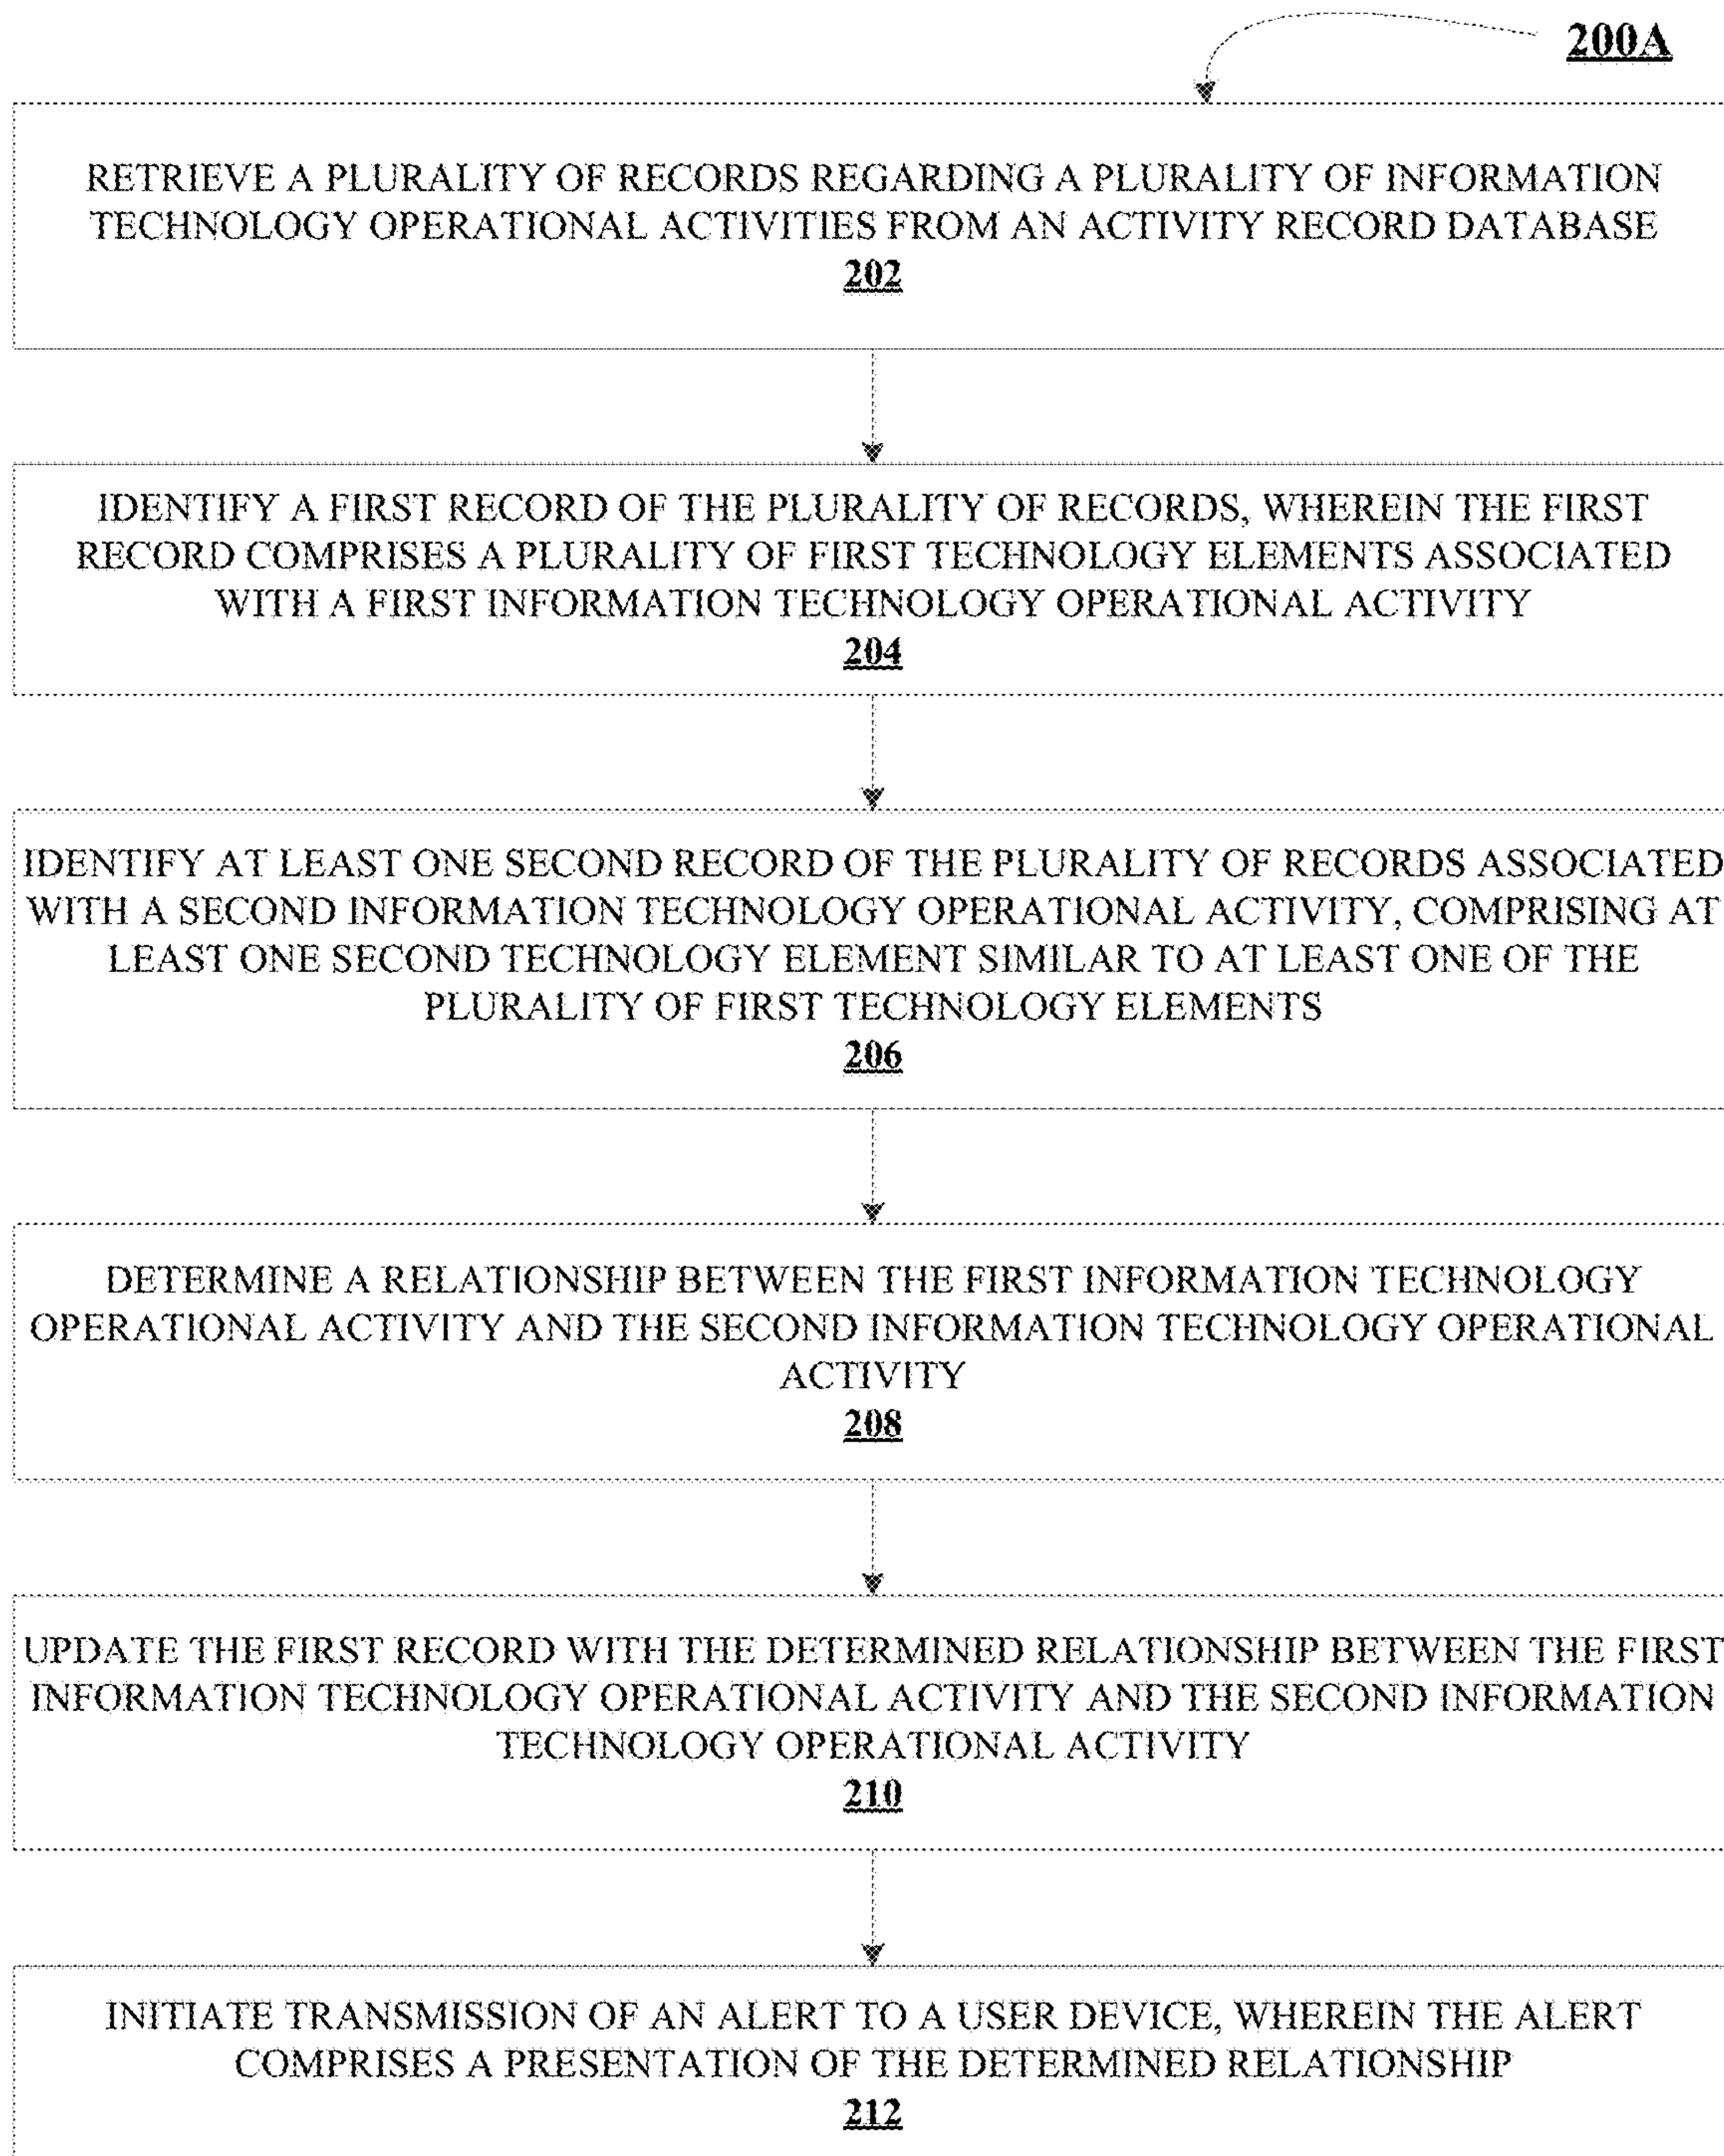 200A
RETRIEVE A PLURALITY OF RECORDS REGARDING A PLURALITY OF INFORMATION
TECHNOLOGY OPERATIONAL ACTIVITIES FROM AN ACTIVITY RECORD DATABASE
202
IDENTIFY A FIRST RECORD OF THE PLURALITY OF RECORDS, WHEREIN THE FIRST
RECORD COMPRISES A PLURALITY OF FIRST TECHNOLOGY ELEMENTS ASSOCIATED
WITH A FIRST INFORMATION TECHNOLOGY OPERATIONAL ACTIVITY
204
IDENTIFY AT LEAST ONE SECOND RECORD OF THE PLURALITY OF RECORDS ASSOCIATED
WITH A SECOND INFORMATION TECHNOLOGY OPERATIONAL ACTIVITY, COMPRISING AT
LEAST ONE SECOND TECHNOLOGY ELEMENT SIMILAR TO AT LEAST ONE OF THE
PLURALITY OF FIRST TECHNOLOGY ELEMENTS
206
DETERMINE A RELATIONSHIP BETWEEN THE FIRST INFORMATION TECHNOLOGY
OPERATIONAL ACTIVITY AND THE SECOND INFORMATION TECHNOLOGY OPERATIONAL
ACTIVITY
208
UPDATE THE FIRST RECORD WITH THE DETERMINED RELATIONSHIP BETWEEN THE FIRST
INFORMATION TECHNOLOGY OPERATIONAL ACTIVITY AND THE SECOND INFORMATION
TECHNOLOGY OPERATIONAL ACTIVITY
210
INITIATE TRANSMISSION OF AN ALERT TO A USER DEVICE, WHEREIN THE ALERT
COMPRISES A PRESENTATION OF THE DETERMINED RELATIONSHIP
212